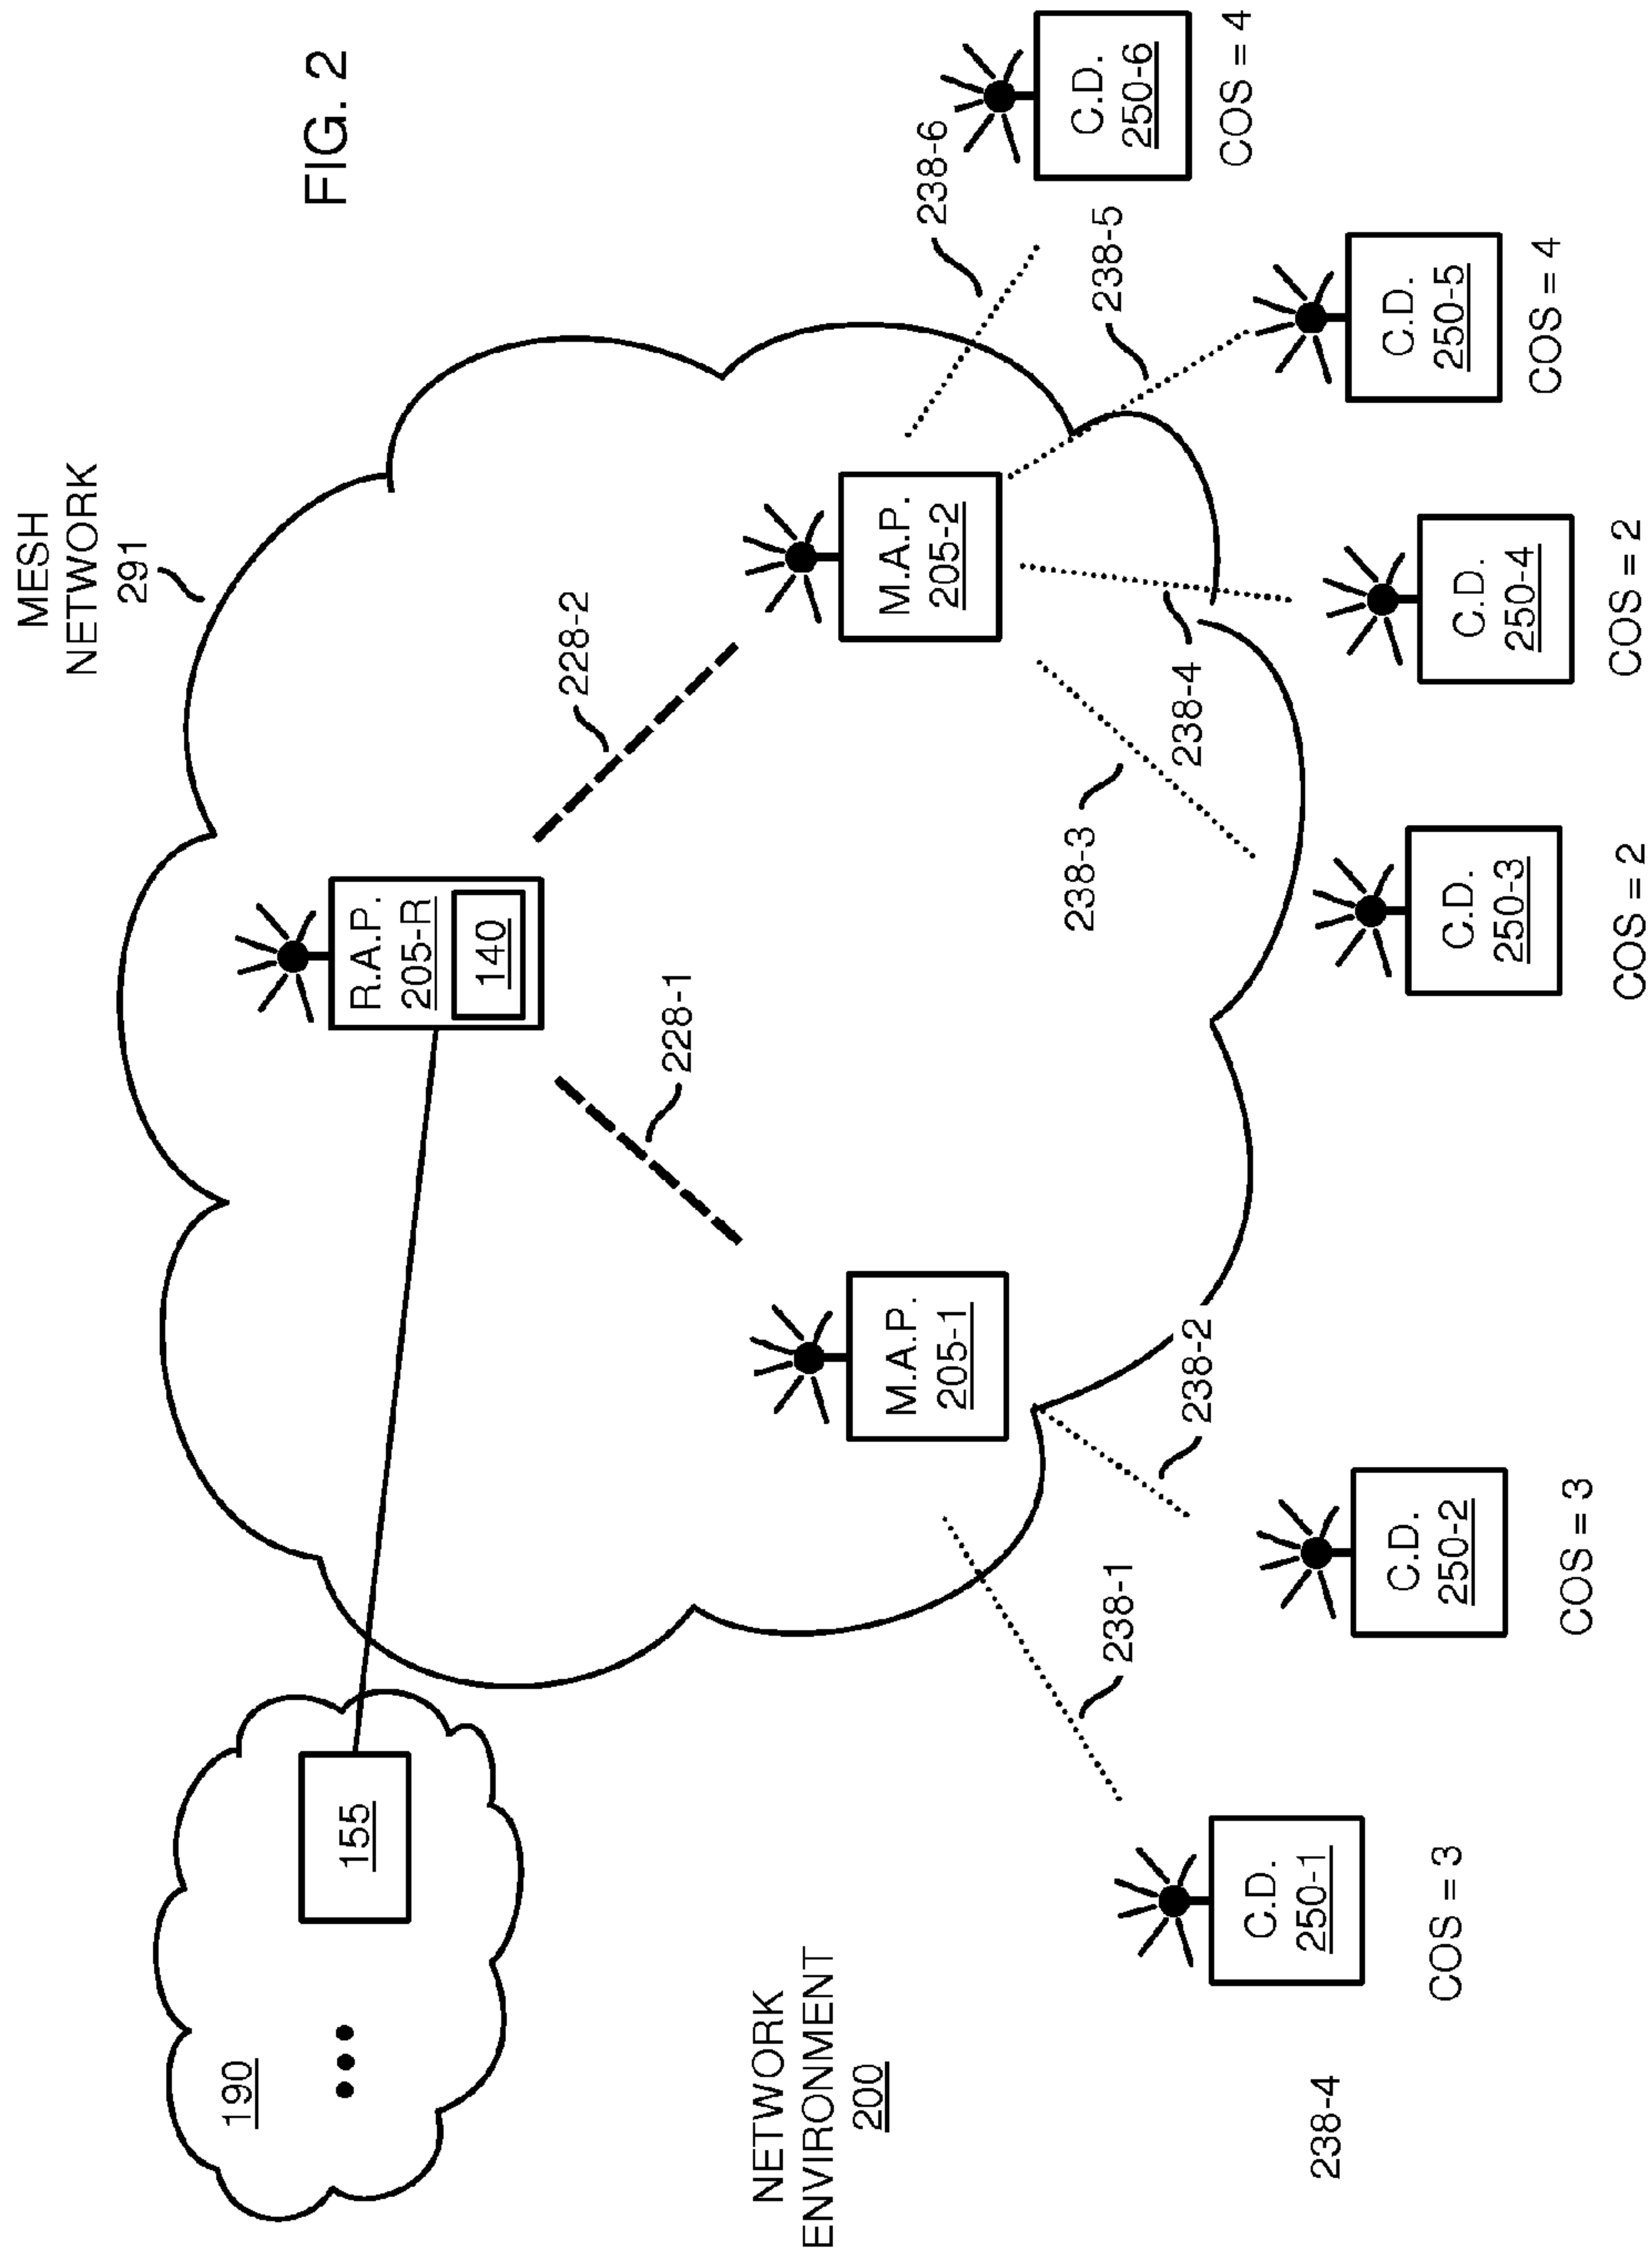 FIG. 2
MESH
NETWORK
291
190
155
R.A.P.
205-R
140
228-1
228-2
M.A.P.
205-1
M.A.P.
205-2
NETWORK
ENVIRONMENT
200
238-1
238-2
238-3
238-4
238-5
238-6
C.D.
250-1
COS = 3
C.D.
250-2
COS = 3
C.D.
250-3
COS = 2
C.D.
250-4
COS = 2
C.D.
250-5
COS = 4
C.D.
250-6
COS = 4
238-4